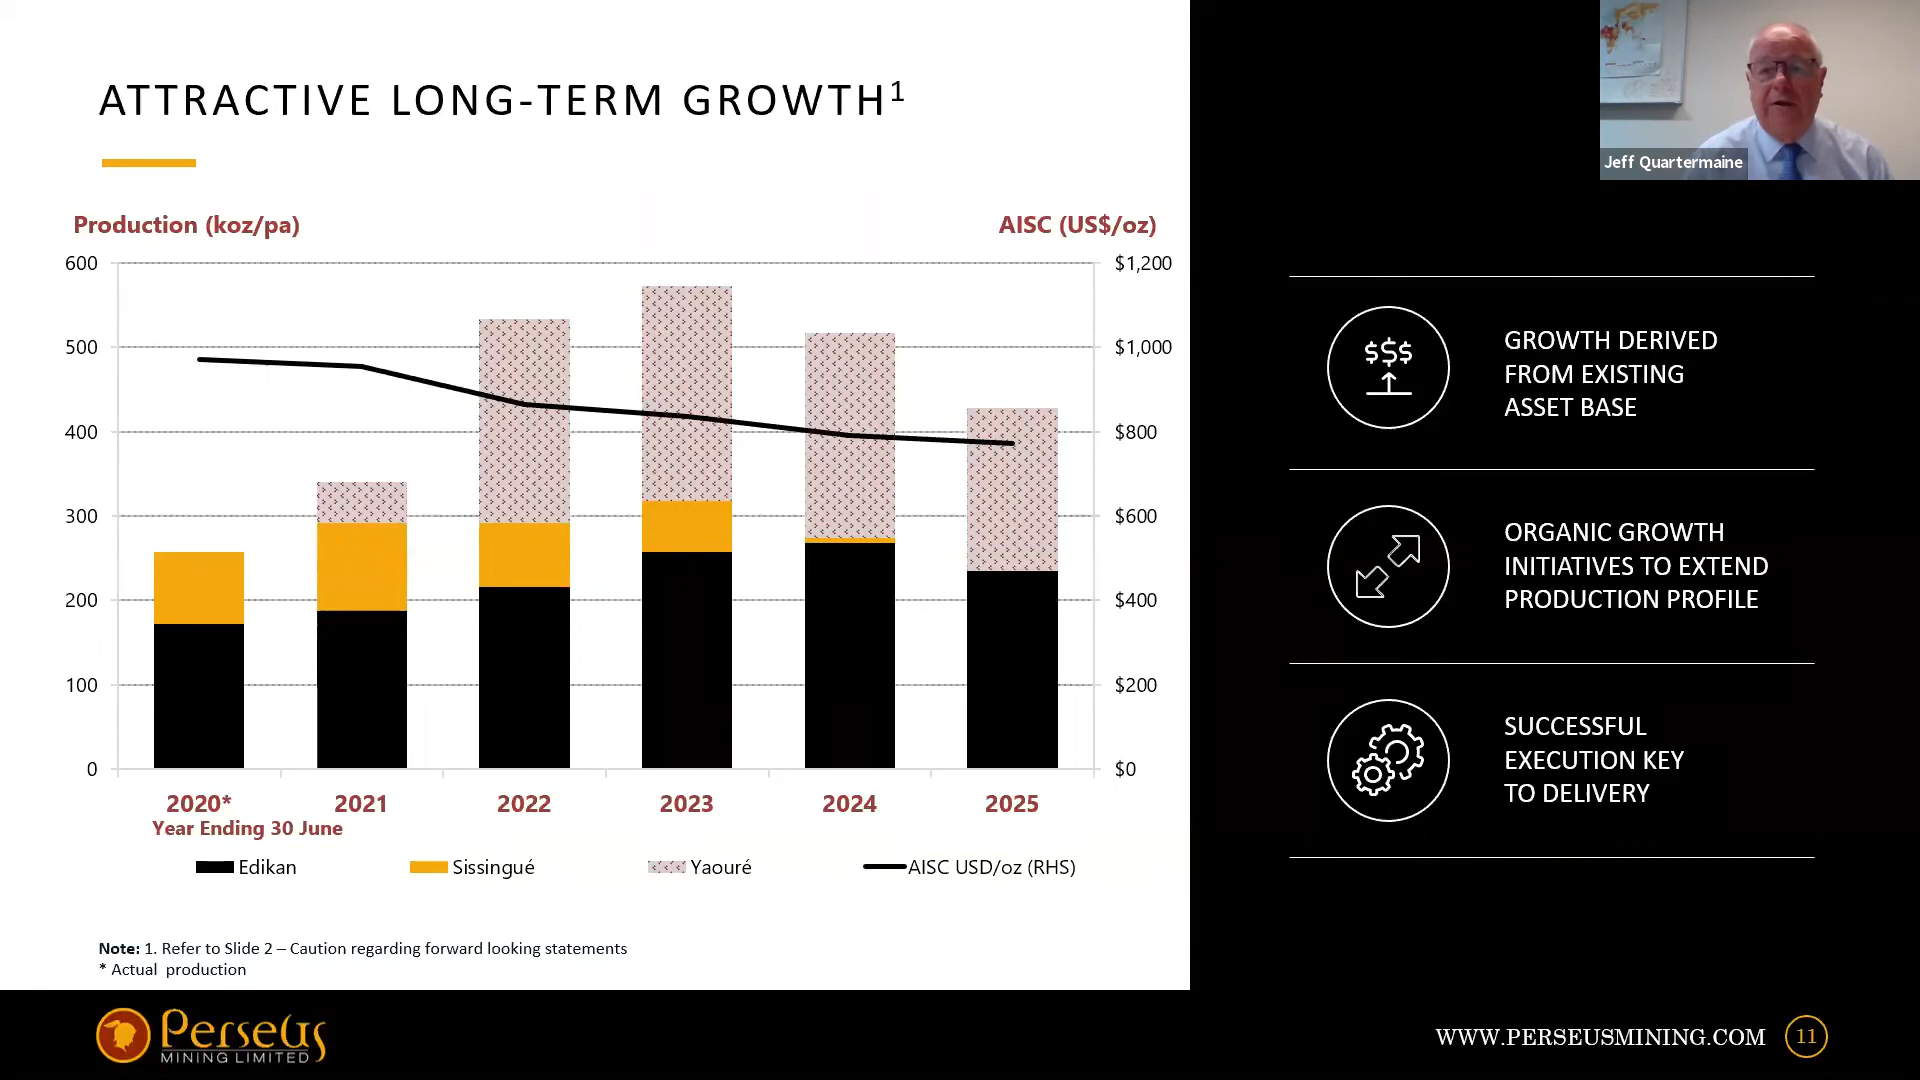 ATTRACTIVE LONG-TERM GROWTH¹
Jeff Quartermaine
Production (koz/pa)
AISC (US$/oz)
600
500
400
300
200
100
0
$1,200
$1,000
$800
$600
$400
$200
$0
2020* 2021 2022 2023 2024 2025
Year Ending 30 June
Edikan Sissingué Yaouré AISC USD/oz (RHS)
Note: 1. Refer to Slide 2 – Caution regarding forward looking statements
* Actual production
$$$
GROWTH DERIVED
FROM EXISTING
ASSET BASE
ORGANIC GROWTH
INITIATIVES TO EXTEND
PRODUCTION PROFILE
SUCCESSFUL
EXECUTION KEY
TO DELIVERY
Perseus
MINING LIMITED
WWW.PERSEUSMINING.COM 11